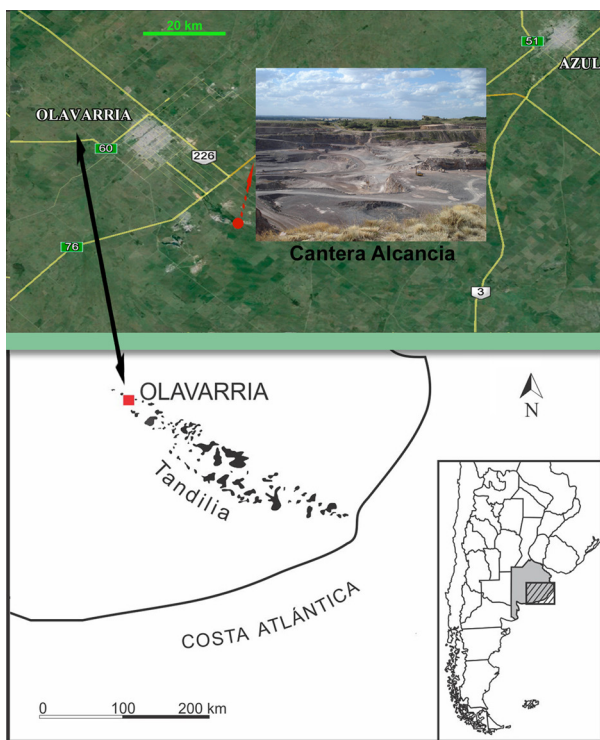 20 km
51
AZUL
OLAVARRIA
60
226
76
Cantera Alcancia
3
OLAVARRIA
N
Tandilia
COSTA ATLÁNTICA
0 100 200 km